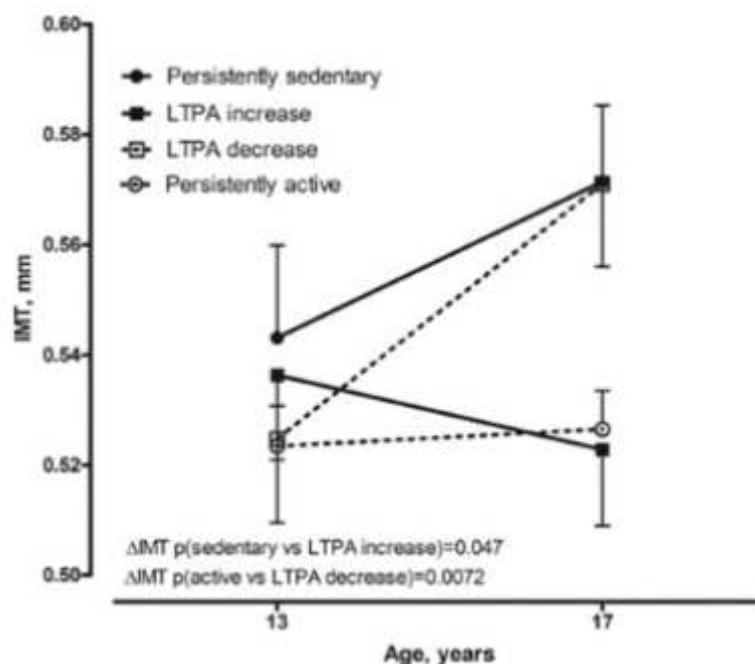 0.60
Persistently sedentary
LTPA increase
LTPA decrease
Persistently active
0.58
0.56
IMT, mm
0.54
0.52
ΔIMT p(sedentary vs LTPA increase)=0.047
ΔIMT p(active vs LTPA decrease)=0.0072
0.50
13 17
Age, years